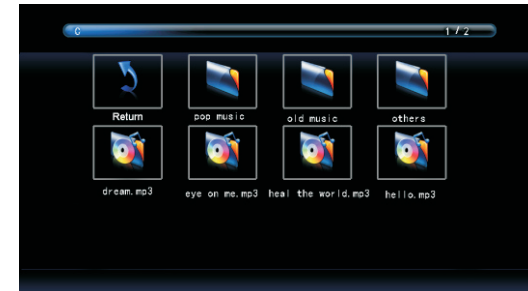 C 1 / 2
Return pop music old music others
dream.mp3 eye on me.mp3 heal the world.mp3 hello.mp3